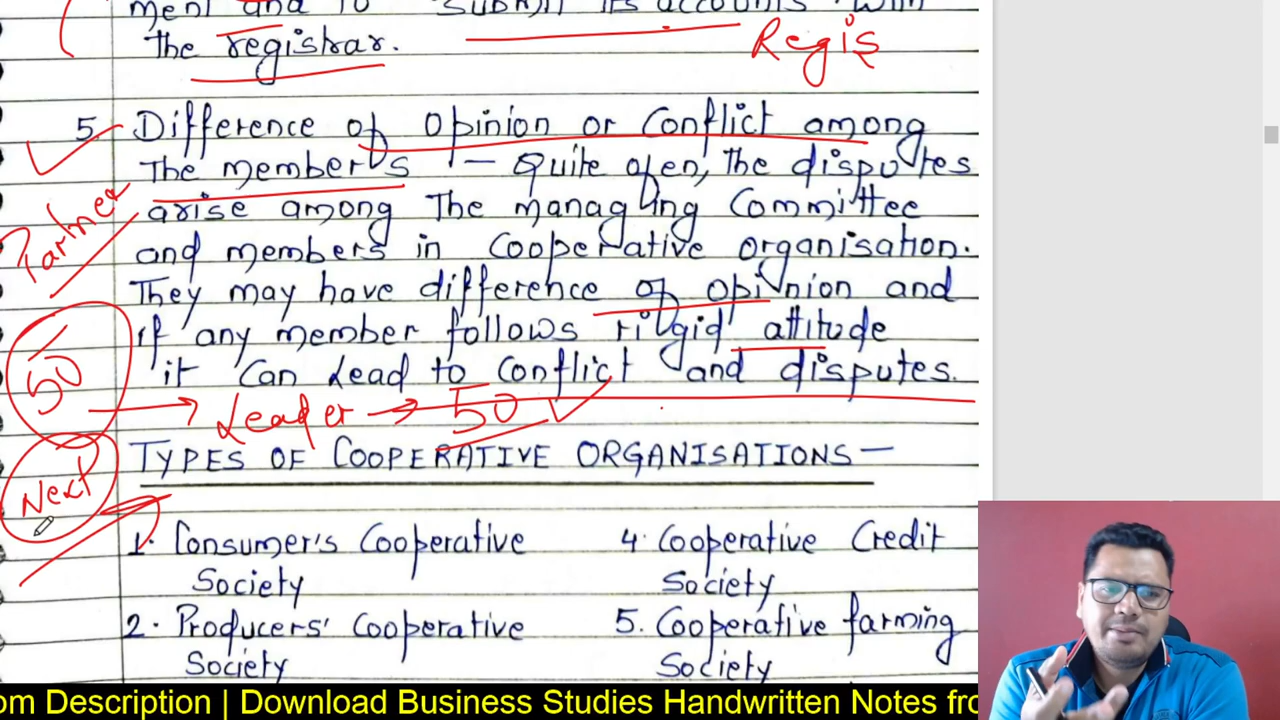 ment and to submit its accounts with
the registrar.
Regis
5. Difference of Opinion or Conflict among
the members - Quite often, the disputes
arise among the managing Committee
and members in Cooperative organisation.
They may have difference of opinion and
if any member follows rigid attitude
it Can Lead to Conflict and disputes.
Partner
50
Leader → 50
Next
TYPES OF COOPERATIVE ORGANISATIONS -
1. Consumer's Cooperative
Society
2. Producers' Cooperative
Society
4. Cooperative Credit
Society
5. Cooperative farming
Society
om Description | Download Business Studies Handwritten Notes fro